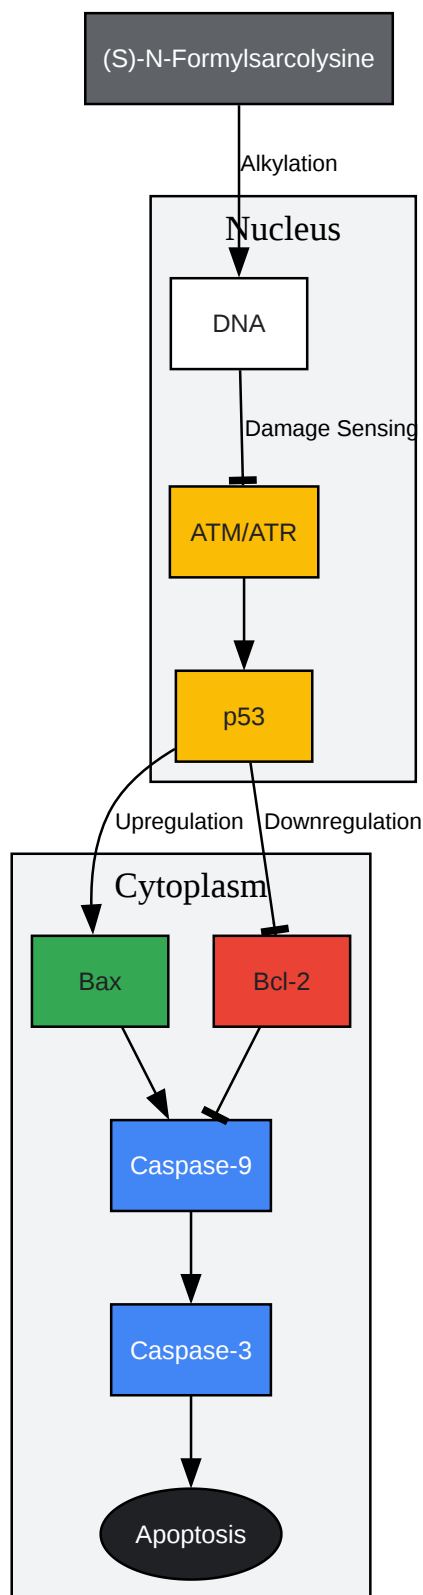 (S)-N-Formylsarcolysine
Alkylation
Nucleus
DNA
Damage Sensing
ATM/ATR
p53
Upregulation
Downregulation
Cytoplasm
Bax
Bcl-2
Caspase-9
Caspase-3
Apoptosis